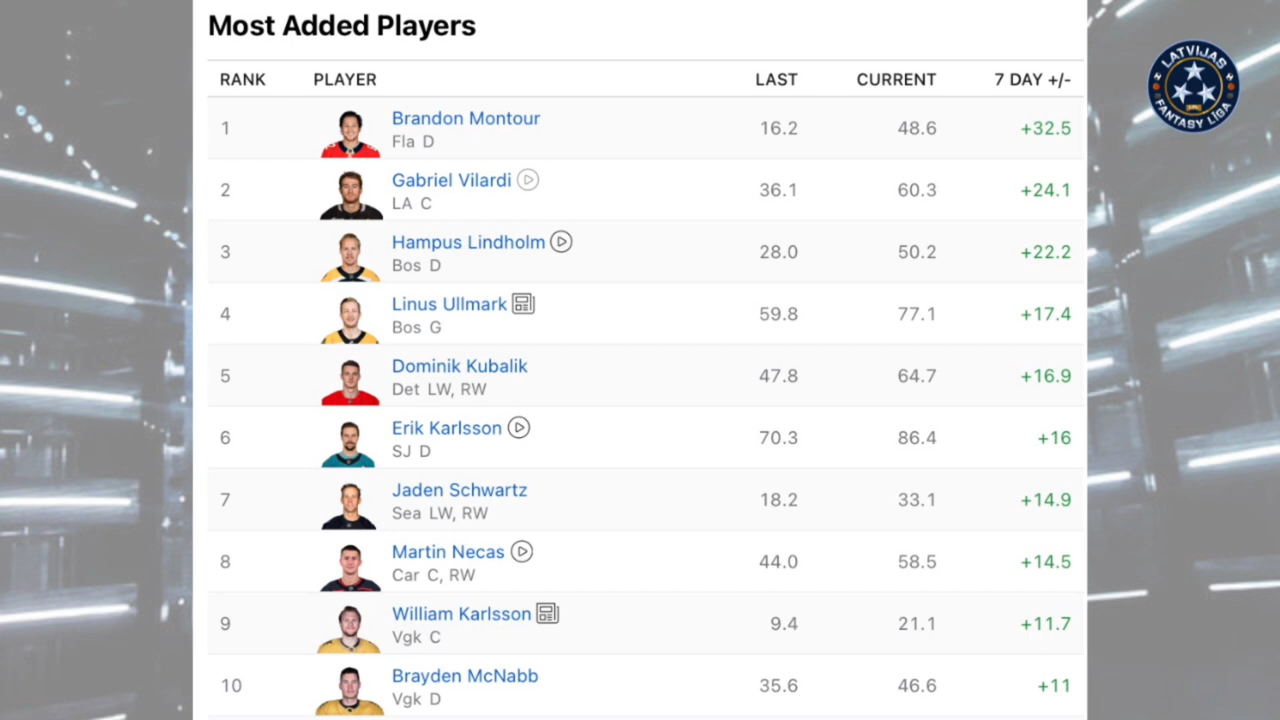 Most Added Players
RANK PLAYER LAST CURRENT 7 DAY +/-
1 Brandon Montour 16.2 48.6 +32.5
Fla D
2 Gabriel Vilardi 36.1 60.3 +24.1
LA C
3 Hampus Lindholm 28.0 50.2 +22.2
Bos D
4 Linus Ullmark 59.8 77.1 +17.4
Bos G
5 Dominik Kubalik 47.8 64.7 +16.9
Det LW, RW
6 Erik Karlsson 70.3 86.4 +16
SJ D
7 Jaden Schwartz 18.2 33.1 +14.9
Sea LW, RW
8 Martin Necas 44.0 58.5 +14.5
Car C, RW
9 William Karlsson 9.4 21.1 +11.7
Vgk C
10 Brayden McNabb 35.6 46.6 +11
Vgk D
LATVIJAS
FANTASY LĪGA